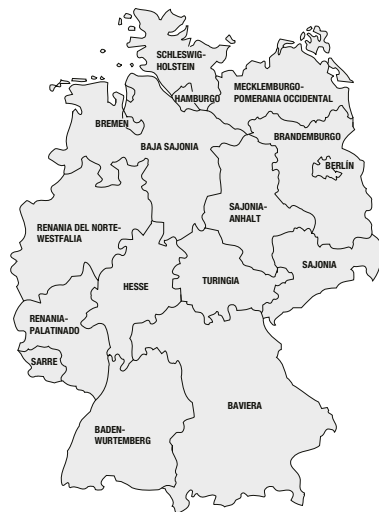 SCHLESWIG-
HOLSTEIN
MECKLEMBURGO-
POMERANIA OCCIDENTAL
HAMBURGO
BREMEN
BRANDEMBURGO
BAJA SAJONIA
BERLÍN
SAJONIA-
ANHALT
RENANIA DEL NORTE-
WESTFALIA
SAJONIA
HESSE
TURINGIA
RENANIA-
PALATINADO
SARRE
BAVIERA
BADEN-
WURTEMBERG